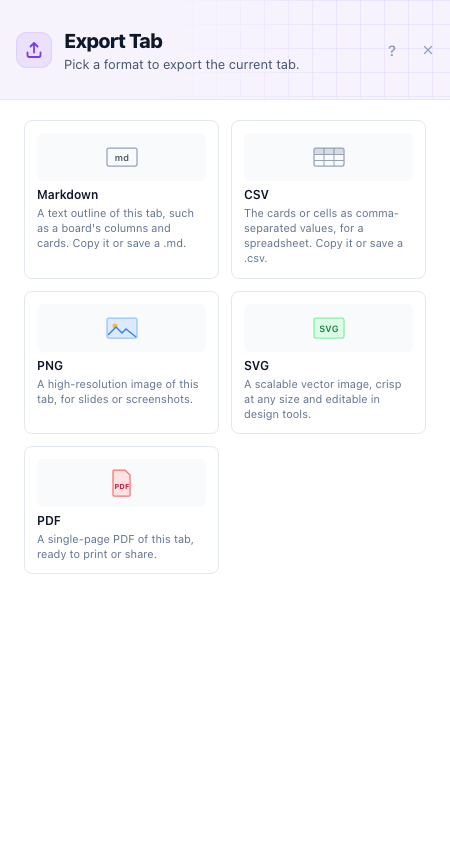 Export Tab
Pick a format to export the current tab.
?
×
md
Markdown
A text outline of this tab, such
as a board's columns and
cards. Copy it or save a .md.
CSV
The cards or cells as comma-
separated values, for a
spreadsheet. Copy it or save a
.csv.
PNG
A high-resolution image of this
tab, for slides or screenshots.
SVG
SVG
A scalable vector image, crisp
at any size and editable in
design tools.
PDF
PDF
A single-page PDF of this tab,
ready to print or share.